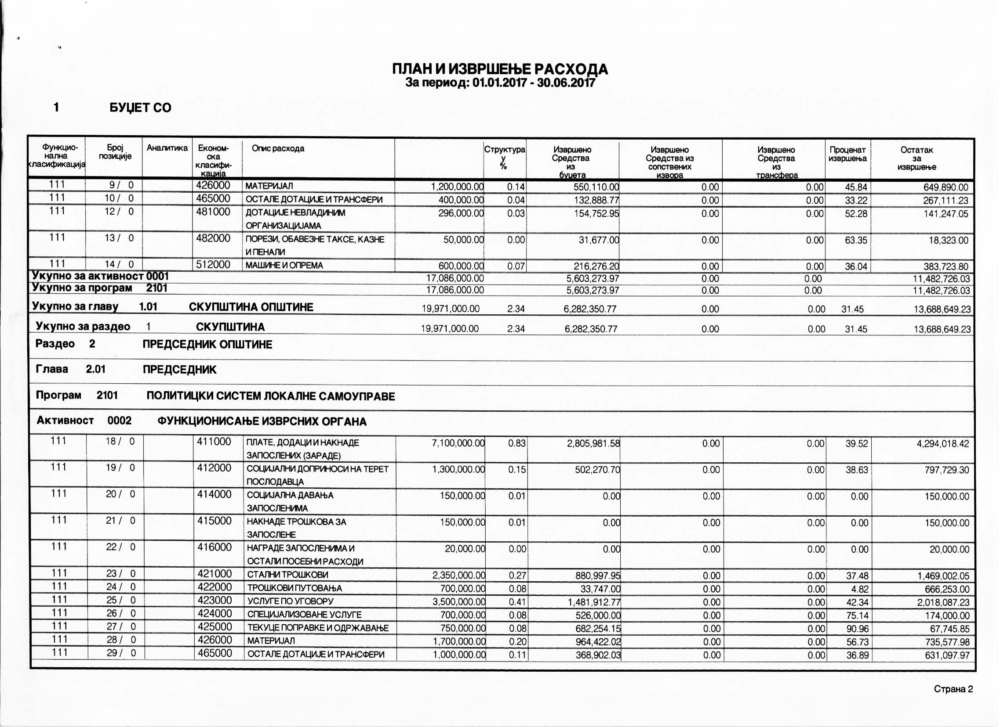 ПЛАН И ИЗВРШЕЊЕ РАСХОДА
За период: 01.01.2017 - 30.06.2017
1 БУЏЕТ СО
Функцио- Број Аналитика Економ- Опис расхода Структура Извршено Извршено Извршено Проценат Остатак
нална позиције ска у Средства Средства из Средства извршења за
класификација класифи- % из сопствених из извршење
кација буџета извора трансфера
111 9 / 0 426000 МАТЕРИЈАЛ 1,200,000.00 0.14 550,110.00 0.00 0.00 45.84 649,890.00
111 10 / 0 465000 ОСТАЛЕ ДОТАЦИЈЕ И ТРАНСФЕРИ 400,000.00 0.04 132,888.77 0.00 0.00 33.22 267,111.23
111 12 / 0 481000 ДОТАЦИЈЕ НЕВЛАДИНИМ 296,000.00 0.03 154,752.95 0.00 0.00 52.28 141,247.05
ОРГАНИЗАЦИЈАМА
111 13 / 0 482000 ПОРЕЗИ, ОБАВЕЗНЕ ТАКСЕ, КАЗНЕ 50,000.00 0.00 31,677.00 0.00 0.00 63.35 18,323.00
И ПЕНАЛИ
111 14 / 0 512000 МАШИНЕ И ОПРЕМА 600,000.00 0.07 216,276.20 0.00 0.00 36.04 383,723.80
Укупно за активност 0001 17,086,000.00 5,603,273.97 0.00 0.00 11,482,726.03
Укупно за програм 2101 17,086,000.00 5,603,273.97 0.00 0.00 11,482,726.03
Укупно за главу 1.01 СКУПШТИНА ОПШТИНЕ 19,971,000.00 2.34 6,282,350.77 0.00 0.00 31.45 13,688,649.23
Укупно за раздео 1 СКУПШТИНА 19,971,000.00 2.34 6,282,350.77 0.00 0.00 31.45 13,688,649.23
Раздео 2 ПРЕДСЕДНИК ОПШТИНЕ
Глава 2.01 ПРЕДСЕДНИК
Програм 2101 ПОЛИТИЦКИ СИСТЕМ ЛОКАЛНЕ САМОУПРАВЕ
Активност 0002 ФУНКЦИОНИСАЊЕ ИЗВРСНИХ ОРГАНА
111 18 / 0 411000 ПЛАТЕ, ДОДАЦИ И НАКНАДЕ 7,100,000.00 0.83 2,805,981.58 0.00 0.00 39.52 4,294,018.42
ЗАПОСЛЕНИХ (ЗАРАДЕ)
111 19 / 0 412000 СОЦИЈАЛНИ ДОПРИНОСИ НА ТЕРЕТ 1,300,000.00 0.15 502,270.70 0.00 0.00 38.63 797,729.30
ПОСЛОДАВЦА
111 20 / 0 414000 СОЦИЈАЛНА ДАВАЊА 150,000.00 0.01 0.00 0.00 0.00 0.00 150,000.00
ЗАПОСЛЕНИМА
111 21 / 0 415000 НАКНАДЕ ТРОШКОВА ЗА 150,000.00 0.01 0.00 0.00 0.00 0.00 150,000.00
ЗАПОСЛЕНЕ
111 22 / 0 416000 НАГРАДЕ ЗАПОСЛЕНИМА И 20,000.00 0.00 0.00 0.00 0.00 0.00 20,000.00
ОСТАЛИ ПОСЕБНИ РАСХОДИ
111 23 / 0 421000 СТАЛНИ ТРОШКОВИ 2,350,000.00 0.27 880,997.95 0.00 0.00 37.48 1,469,002.05
111 24 / 0 422000 ТРОШКОВИ ПУТОВАЊА 700,000.00 0.08 33,747.00 0.00 0.00 4.82 666,253.00
111 25 / 0 423000 УСЛУГЕ ПО УГОВОРУ 3,500,000.00 0.41 1,481,912.77 0.00 0.00 42.34 2,018,087.23
111 26 / 0 424000 СПЕЦИЈАЛИЗОВАНЕ УСЛУГЕ 700,000.00 0.08 526,000.00 0.00 0.00 75.14 174,000.00
111 27 / 0 425000 ТЕКУЦЕ ПОПРАВКЕ И ОДРЖАВАЊЕ 750,000.00 0.08 682,254.15 0.00 0.00 90.96 67,745.85
111 28 / 0 426000 МАТЕРИЈАЛ 1,700,000.00 0.20 964,422.02 0.00 0.00 56.73 735,577.98
111 29 / 0 465000 ОСТАЛЕ ДОТАЦИЈЕ И ТРАНСФЕРИ 1,000,000.00 0.11 368,902.03 0.00 0.00 36.89 631,097.97
Страна 2